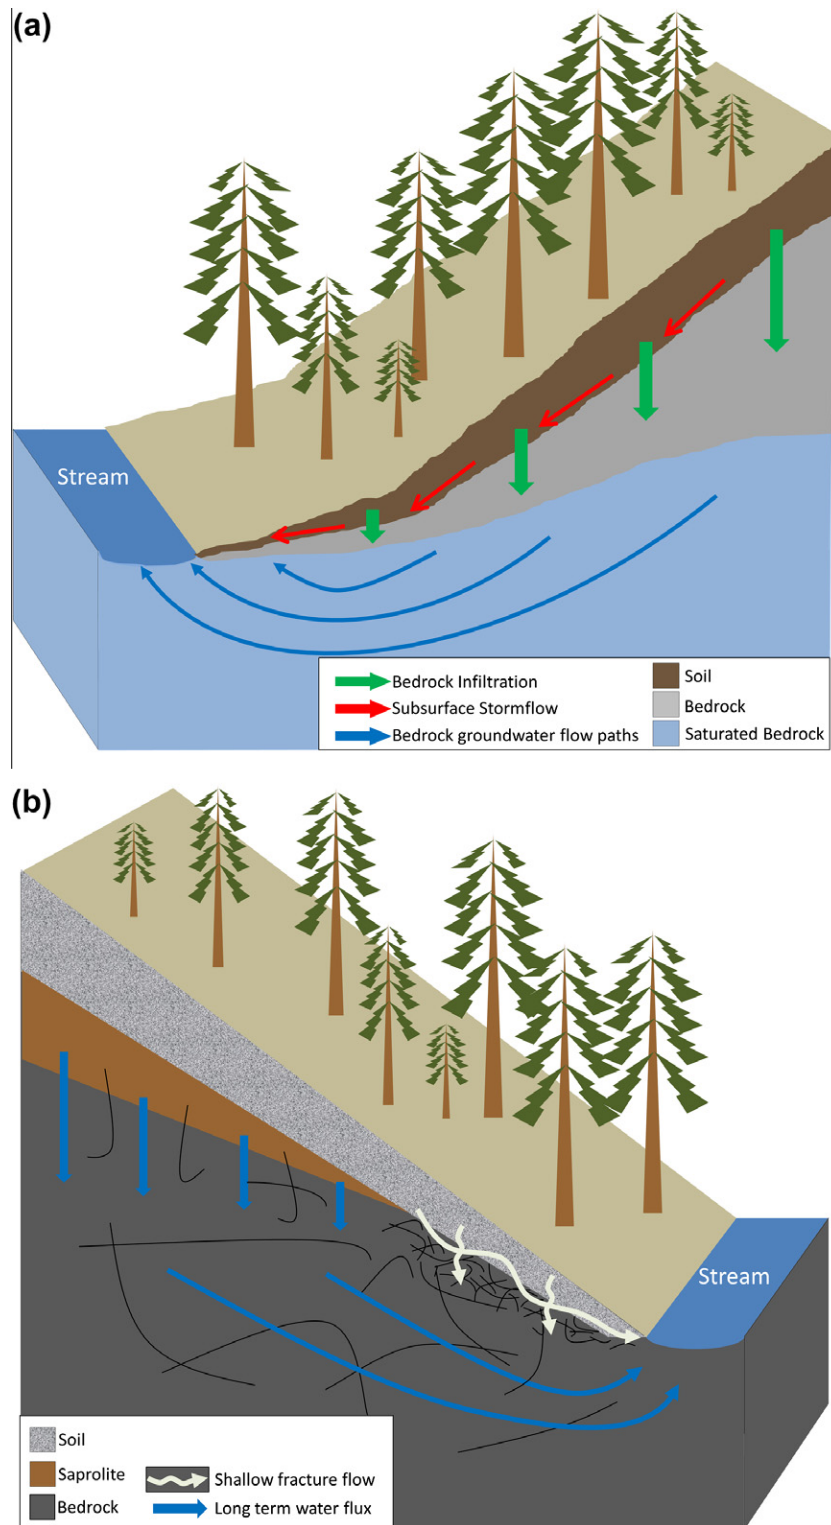 (a)
Stream
Bedrock Infiltration
Subsurface Stormflow
Bedrock groundwater flow paths
Soil
Bedrock
Saturated Bedrock
(b)
Stream
Soil
Saprolite
Bedrock
Shallow fracture flow
Long term water flux